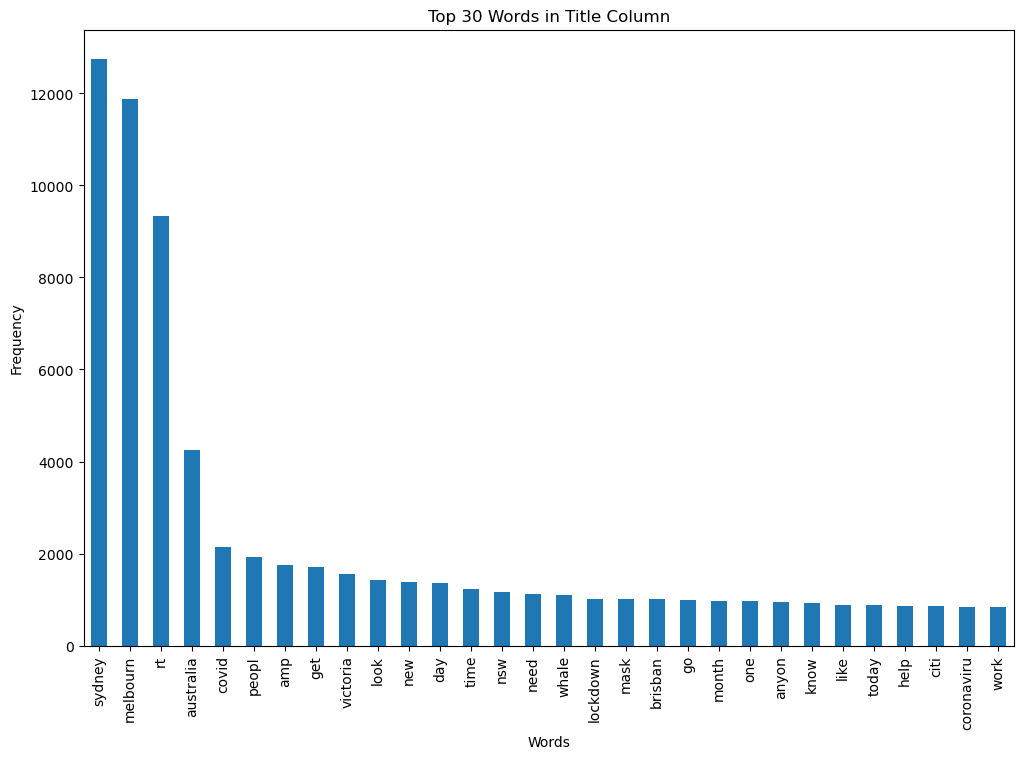 Top 30 Words in Title Column
Frequency
12000
10000
8000
6000
4000
2000
0
sydney
melbourn
rt
australia
covid
peopl
amp
get
victoria
look
new
day
time
nsw
need
whale
lockdown
mask
brisban
go
month
one
anyon
know
like
today
help
citi
coronaviru
work
Words